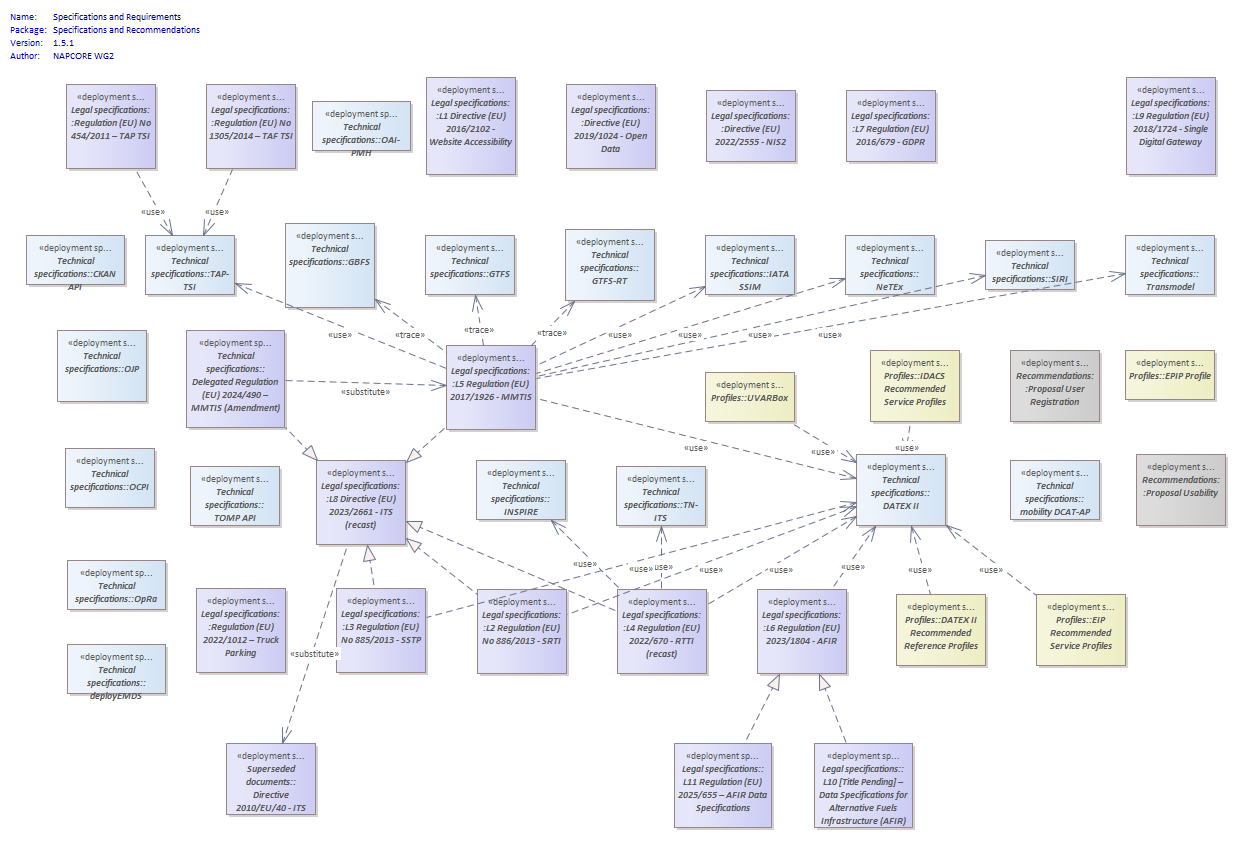 Name: Specifications and Requirements
Package: Specifications and Recommendations
Version: 1.5.1
Author: NAPCORE WG2
«deployment s...
Legal specifications:
:Regulation (EU) No
454/2011 – TAP TSI
«deployment s...
Legal specifications:
:Regulation (EU) No
1305/2014 – TAF TSI
«deployment sp...
Technical
specifications::OAI-
PMH
«deployment s...
Legal specifications:
:L1 Directive (EU)
2016/2102 -
Website Accessibility
«deployment s...
Legal specifications:
:Directive (EU)
2019/1024 - Open
Data
«deployment s...
Legal specifications:
:Directive (EU)
2022/2555 - NIS2
«deployment s...
Legal specifications:
:L7 Regulation (EU)
2016/679 - GDPR
«deployment s...
Legal specifications:
:L9 Regulation (EU)
2018/1724 - Single
Digital Gateway
«use»
«use»
«deployment sp...
Technical
specifications::CKAN
API
«deployment s...
Technical
specifications::TAP-
TSI
«deployment s...
Technical
specifications::GBFS
«deployment s...
Technical
specifications::GTFS
«deployment s...
Technical
specifications::
GTFS-RT
«deployment s...
Technical
specifications::IATA
SSIM
«deployment s...
Technical
specifications::
NeTEx
«deployment s...
Technical
specifications::SIRI
«deployment s...
Technical
specifications::
Transmodel
«use»
«trace»
«trace»
«trace»
«use»
«use»
«use»
«use»
«deployment s...
Technical
specifications::OJP
«deployment s...
Technical
specifications::
Delegated Regulation
(EU) 2024/490 –
MMTIS (Amendment)
«substitute»
«deployment s...
Legal specifications:
:L5 Regulation (EU)
2017/1926 - MMTIS
«deployment s...
Profiles::UVARBox
«deployment s...
Profiles::IDACS
Recommended
Service Profiles
«deployment s...
Recommendations:
:Proposal User
Registration
«deployment s...
Profiles::EPIP Profile
«use»
«use»
«use»
«deployment s...
Technical
specifications::OCPI
«deployment s...
Technical
specifications::
TOMP API
«deployment s...
Legal specifications:
:L8 Directive (EU)
2023/2661 - ITS
(recast)
«deployment s...
Technical
specifications::
INSPIRE
«deployment s...
Technical
specifications::TN-
ITS
«deployment s...
Technical
specifications::
DATEX II
«deployment s...
Technical
specifications::
mobility DCAT-AP
«deployment s...
Recommendations:
:Proposal Usability
«use»
«use»
«use»
«use»
«use»
«use»
«use»
«use»
«deployment sp...
Technical
specifications::OpRa
«deployment s...
Legal specifications:
:Regulation (EU)
2022/1012 – Truck
Parking
«deployment s...
Legal specifications:
:L3 Regulation (EU)
No 885/2013 - SSTP
«deployment s...
Legal specifications:
:L2 Regulation (EU)
No 886/2013 - SRTI
«deployment s...
Legal specifications:
:L4 Regulation (EU)
2022/670 - RTTI
(recast)
«deployment s...
Legal specifications:
:L6 Regulation (EU)
2023/1804 - AFIR
«deployment s...
Profiles::DATEX II
Recommended
Reference Profiles
«deployment s...
Profiles::EIP
Recommended
Service Profiles
«deployment sp...
Technical
specifications::
deployEMDS
«substitute»
«deployment s...
Superseded
documents::
Directive
2010/EU/40 - ITS
«deployment sp...
Legal specifications::
L11 Regulation (EU)
2025/655 – AFIR Data
Specifications
«deployment sp...
Legal specifications::
L10 [Title Pending] –
Data Specifications for
Alternative Fuels
Infrastructure (AFIR)